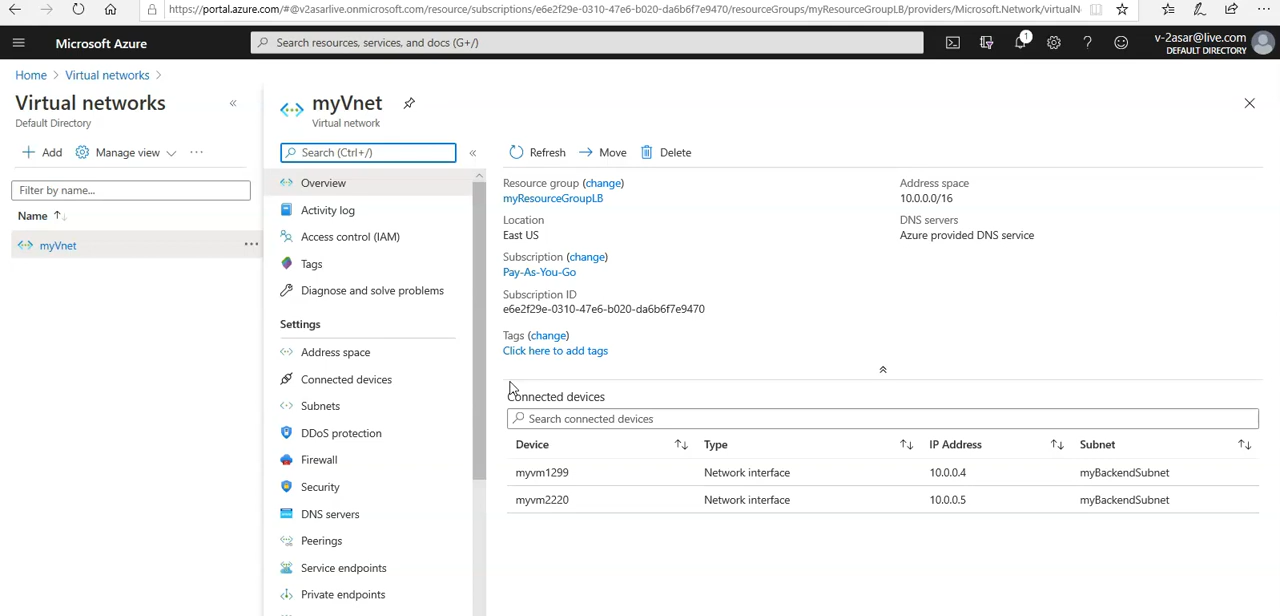 https://portal.azure.com/#@v2asarlive.onmicrosoft.com/resource/subscriptions/e6e2f29e-0310-47e6-b020-da6b6f7e9470/resourceGroups/myResourceGroupLB/providers/Microsoft.Network/virtualN
Microsoft Azure
Search resources, services, and docs (G+/)
1
v-2asar@live.com
DEFAULT DIRECTORY
Home > Virtual networks >
Virtual networks
«
Default Directory
Add
Manage view
...
Filter by name...
Name
myVnet
...
myVnet
Virtual network
Search (Ctrl+/)
«
Overview
Activity log
Access control (IAM)
Tags
Diagnose and solve problems
Settings
Address space
Connected devices
Subnets
DDoS protection
Firewall
Security
DNS servers
Peerings
Service endpoints
Private endpoints
Refresh
Move
Delete
Resource group (change)
myResourceGroupLB
Location
East US
Subscription (change)
Pay-As-You-Go
Subscription ID
e6e2f29e-0310-47e6-b020-da6b6f7e9470
Tags (change)
Click here to add tags
Address space
10.0.0.0/16
DNS servers
Azure provided DNS service
Connected devices
Search connected devices
Device Type IP Address Subnet
myvm1299 Network interface 10.0.0.4 myBackendSubnet
myvm2220 Network interface 10.0.0.5 myBackendSubnet